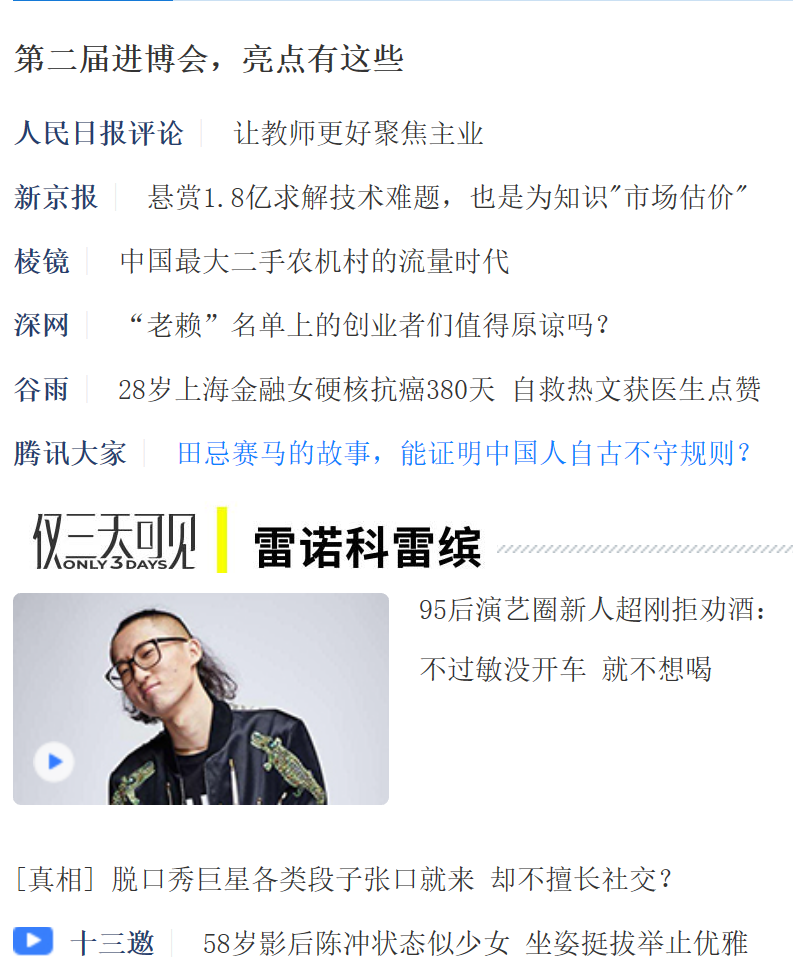 第二届进博会，亮点有这些
人民日报评论 让教师更好聚焦主业
新京报 悬赏1.8亿求解技术难题，也是为知识"市场估价"
棱镜 中国最大二手农机村的流量时代
深网 “老赖”名单上的创业者们值得原谅吗？
谷雨 28岁上海金融女硬核抗癌380天 自救热文获医生点赞
腾讯大家 田忌赛马的故事，能证明中国人自古不守规则？
仅三天可见 ONLY 3 DAYS 雷诺科雷缤
95后演艺圈新人超刚拒劝酒：
不过敏没开车 就不想喝
[真相] 脱口秀巨星各类段子张口就来 却不擅长社交？
十三邀 58岁影后陈冲状态似少女 坐姿挺拔举止优雅